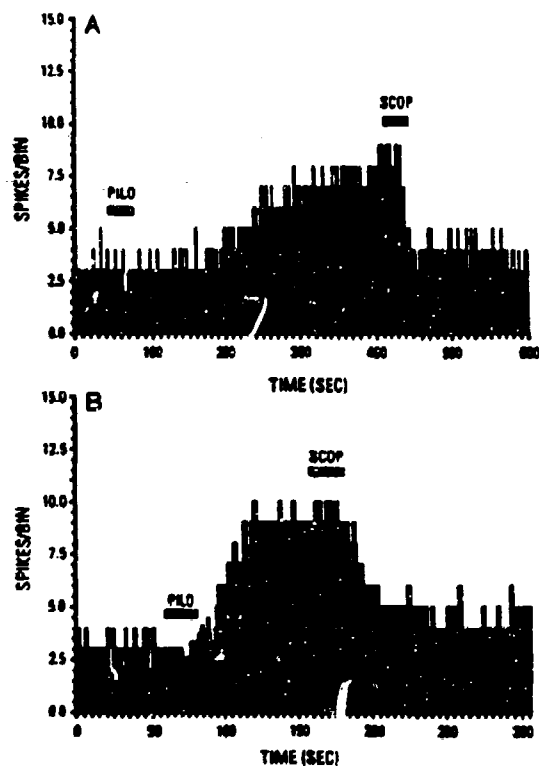 A
15.0
12.5
10.0
7.5
5.0
2.5
0.0
SPIKES/BIN
PILO
SCOP
0 100 200 300 400 500 600
TIME (SEC)
B
15.0
12.5
10.0
7.5
5.0
2.5
0.0
SPIKES/BIN
PILO
SCOP
0 50 100 150 200 250 300
TIME (SEC)